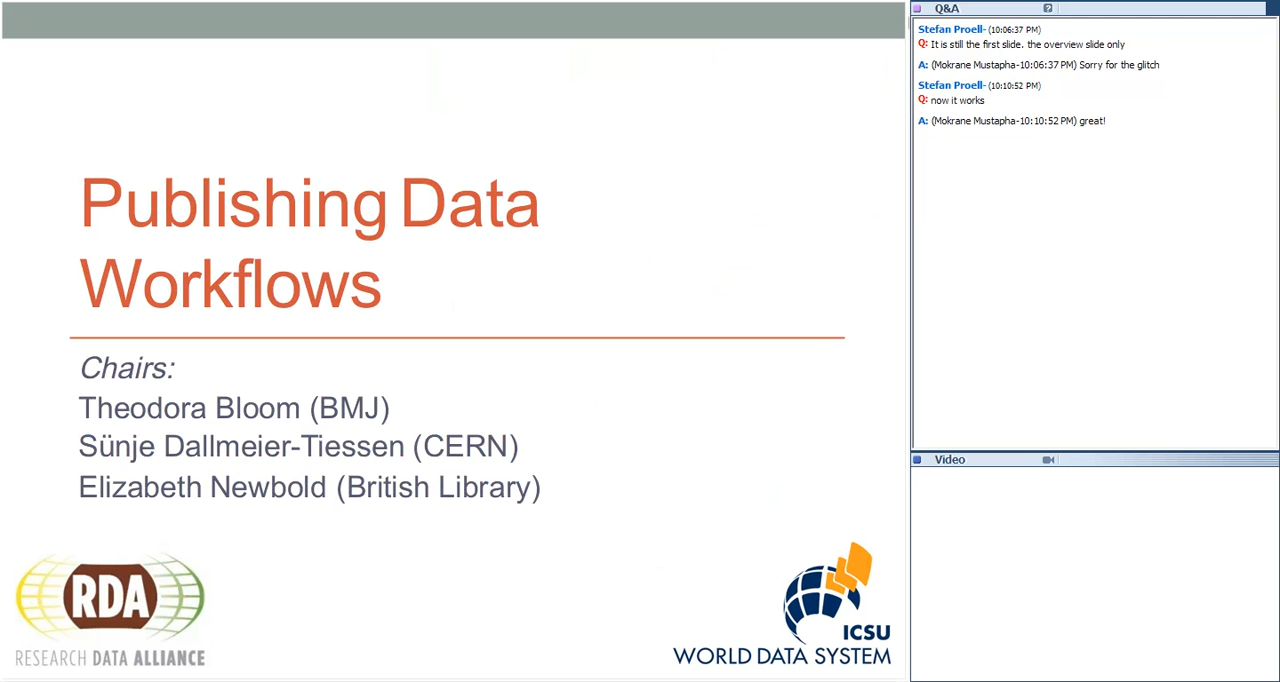 Publishing Data
Workflows
Chairs:
Theodora Bloom (BMJ)
Sünje Dallmeier-Tiessen (CERN)
Elizabeth Newbold (British Library)
RDA
RESEARCH DATA ALLIANCE
ICSU
WORLD DATA SYSTEM
Q&A
?
Stefan Proell- (10:06:37 PM)
Q: It is still the first slide. the overview slide only
A: (Mokrane Mustapha-10:06:37 PM) Sorry for the glitch
Stefan Proell- (10:10:52 PM)
Q: now it works
A: (Mokrane Mustapha-10:10:52 PM) great!
Video